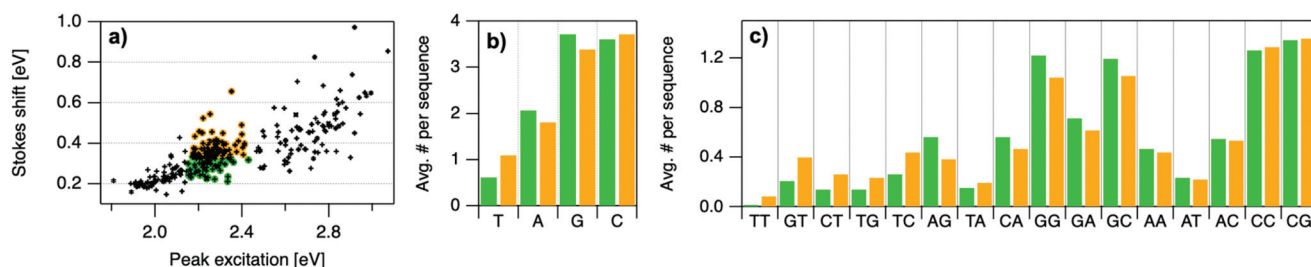 a)
Stokes shift [eV]
1.0
0.8
0.6
0.4
0.2
2.0 2.4 2.8
Peak excitation [eV]
b)
Avg. # per sequence
4
3
2
1
0
T A G C
c)
Avg. # per sequence
1.2
0.8
0.4
0.0
TT GT CT TG TC AG TA CA GG GA GC AA AT AC CC CG